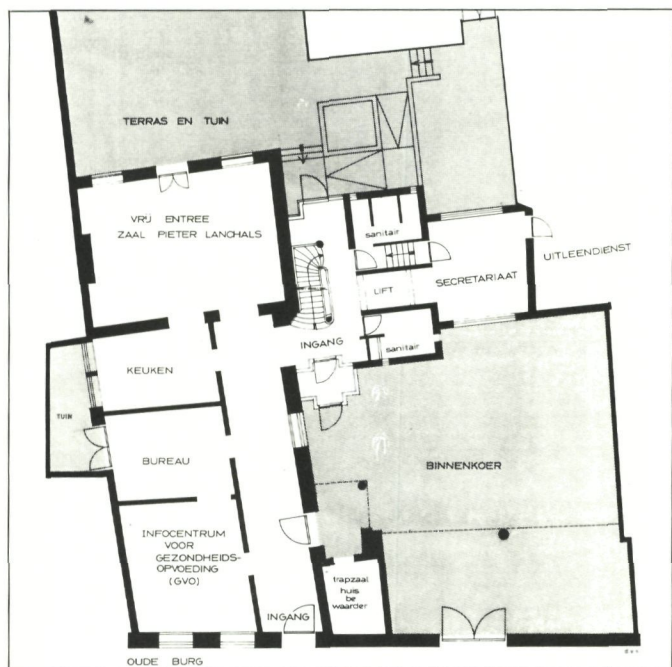 TERRAS EN TUIN
VRIJ ENTREE
ZAAL PIETER LANCHALS
sanitair
UITLEENDIENST
SECRETARIAAT
LIFT
INGANG
sanitair
KEUKEN
TUIN
BUREAU
BINNENKOER
INFOCENTRUM
VOOR
GEZONDHEIDS-
OPVOEDING
(GVO)
trapzaal
huis
be
waarder
INGANG
OUDE BURG